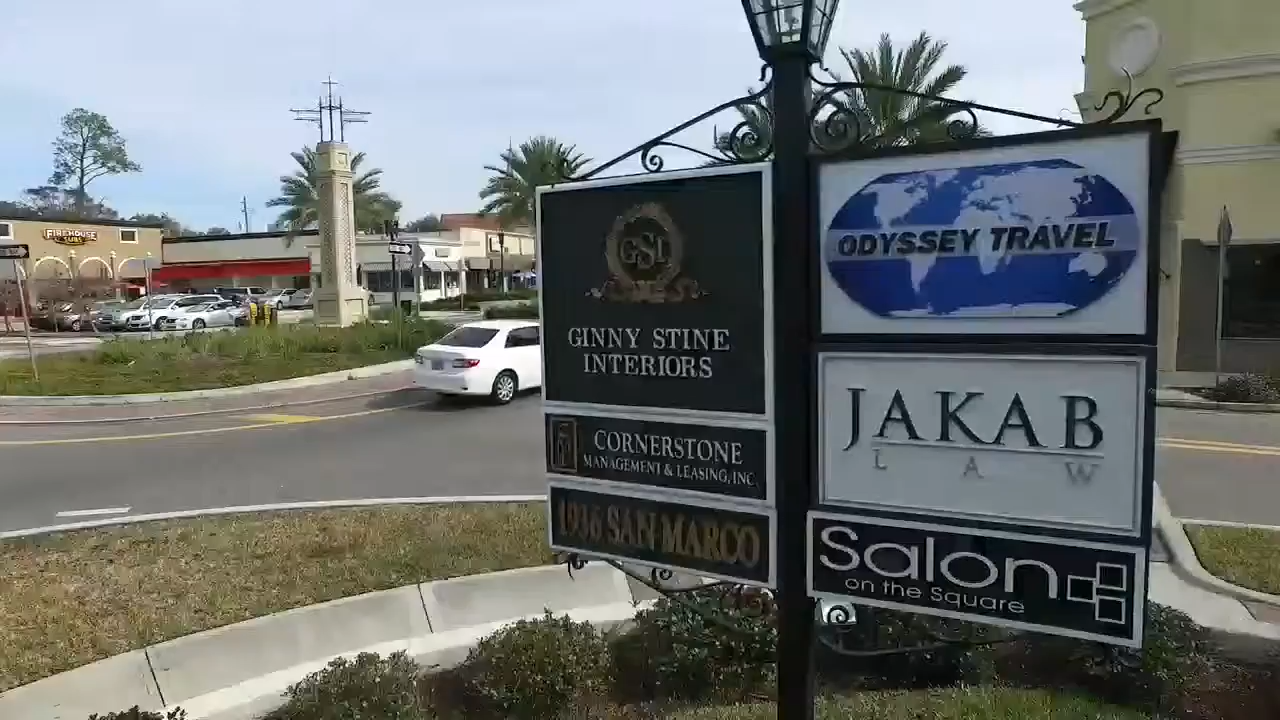 FIREHOUSE
SUBS
GSI
GINNY STINE
INTERIORS
CORNERSTONE
MANAGEMENT & LEASING, INC.
1936 SAN MARCO
ODYSSEY TRAVEL
JAKAB
LAW
Salon
on the Square